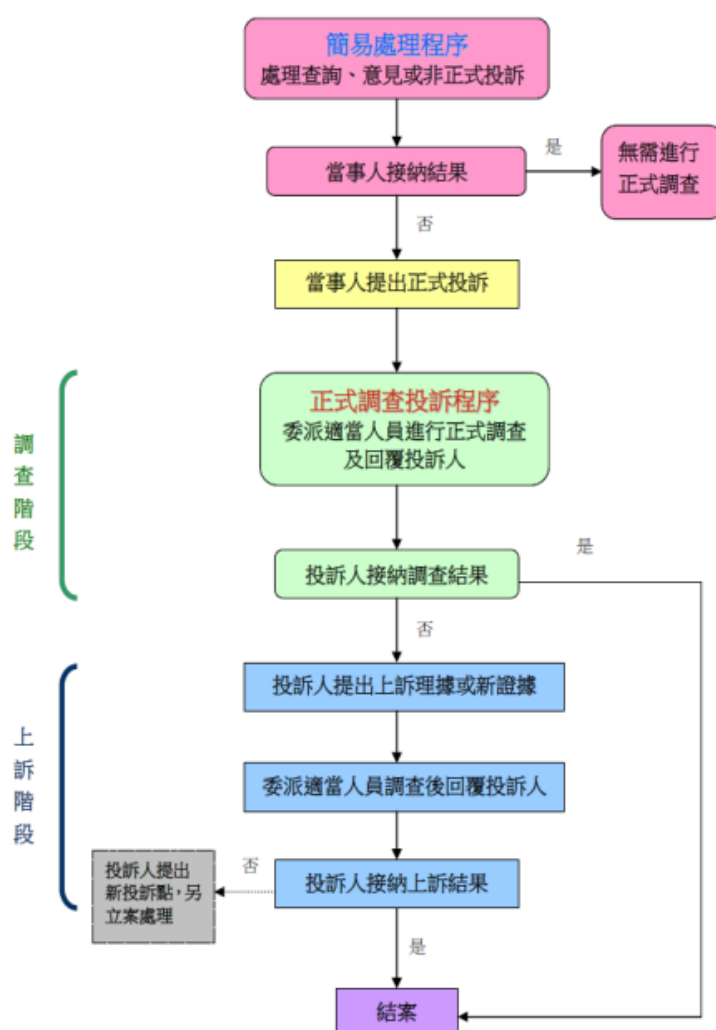 簡易處理程序
處理查詢、意見或非正式投訴
當事人接納結果
是
無需進行
正式調查
否
當事人提出正式投訴
調查階段
正式調查投訴程序
委派適當人員進行正式調查
及回覆投訴人
投訴人接納調查結果
是
否
上訴階段
投訴人提出上訴理據或新證據
委派適當人員調查後回覆投訴人
投訴人接納上訴結果
否
投訴人提出
新投訴點，另
立案處理
是
結案